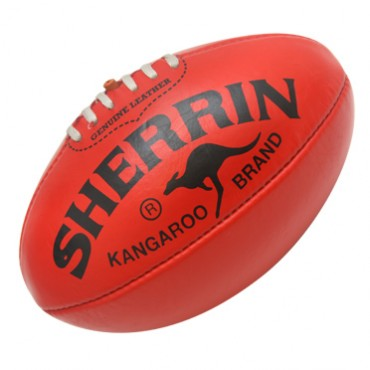 GENUINE LEATHER
SHERRIN
®
KANGAROO BRAND